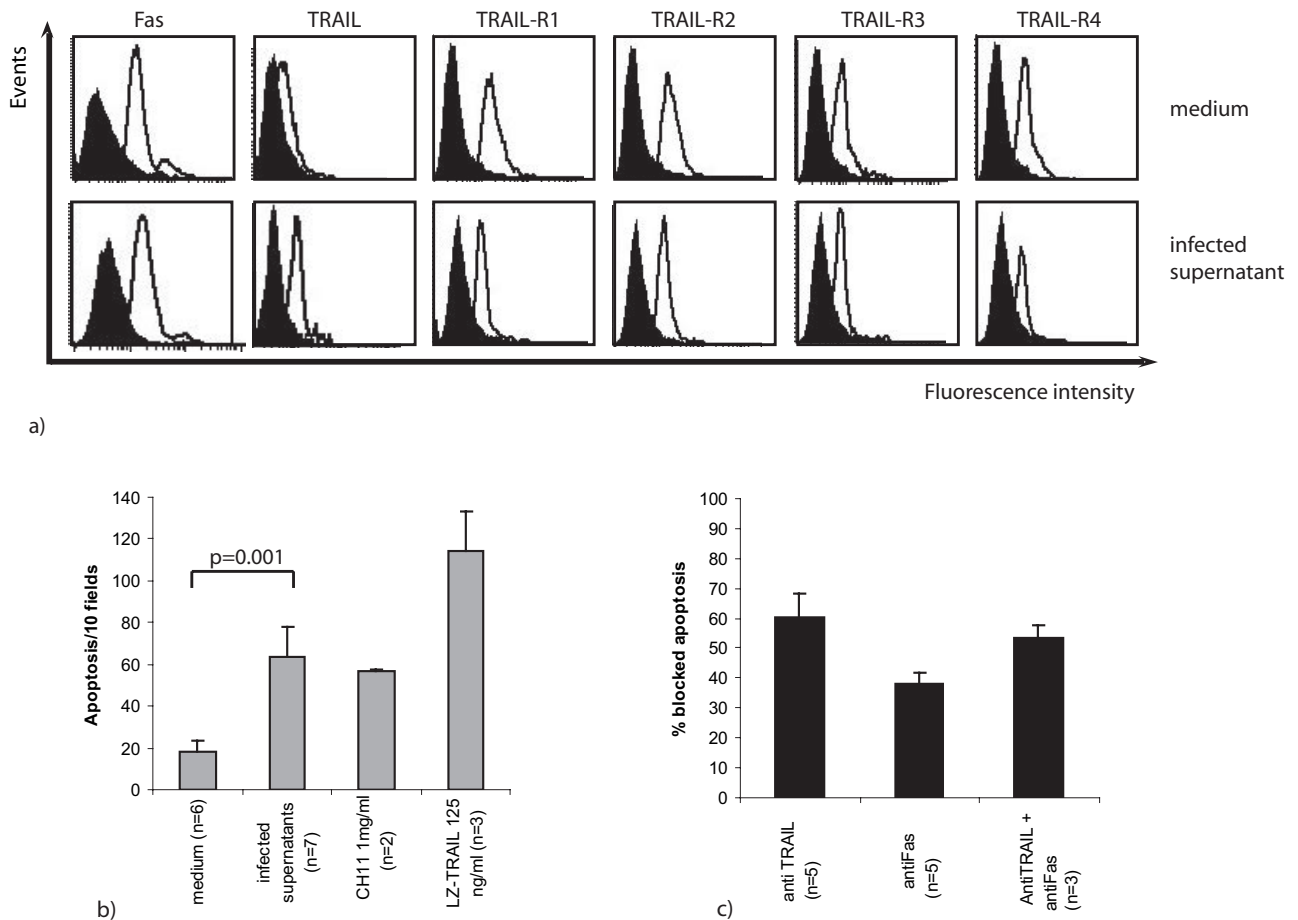 Fas TRAIL TRAIL-R1 TRAIL-R2 TRAIL-R3 TRAIL-R4
Events
medium
infected
supernatant
Fluorescence intensity
a)
Apoptosis/10 fields
140
120
100
80
60
40
20
0
p=0.001
medium (n=6)
infected
supernatants
(n=7)
CH11 1mg/ml
(n=2)
LZ-TRAIL 125
ng/ml (n=3)
b)
% blocked apoptosis
100
90
80
70
60
50
40
30
20
10
0
anti TRAIL
(n=5)
antiFas
(n=5)
AntiTRAIL +
antiFas
(n=3)
c)